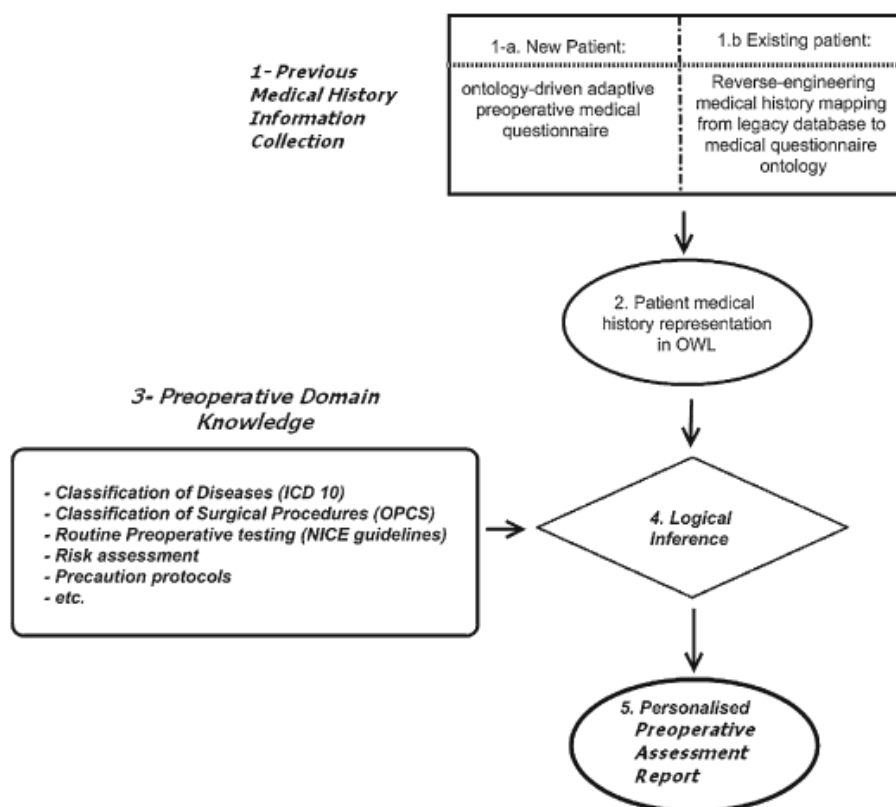 1- Previous
Medical History
Information
Collection
1-a. New Patient:
ontology-driven adaptive
preoperative medical
questionnaire
1.b Existing patient:
Reverse-engineering
medical history mapping
from legacy database to
medical questionnaire
ontology
2. Patient medical
history representation
in OWL
3- Preoperative Domain
Knowledge
- Classification of Diseases (ICD 10)
- Classification of Surgical Procedures (OPCS)
- Routine Preoperative testing (NICE guidelines)
- Risk assessment
- Precaution protocols
- etc.
4. Logical
Inference
5. Personalised
Preoperative
Assessment
Report